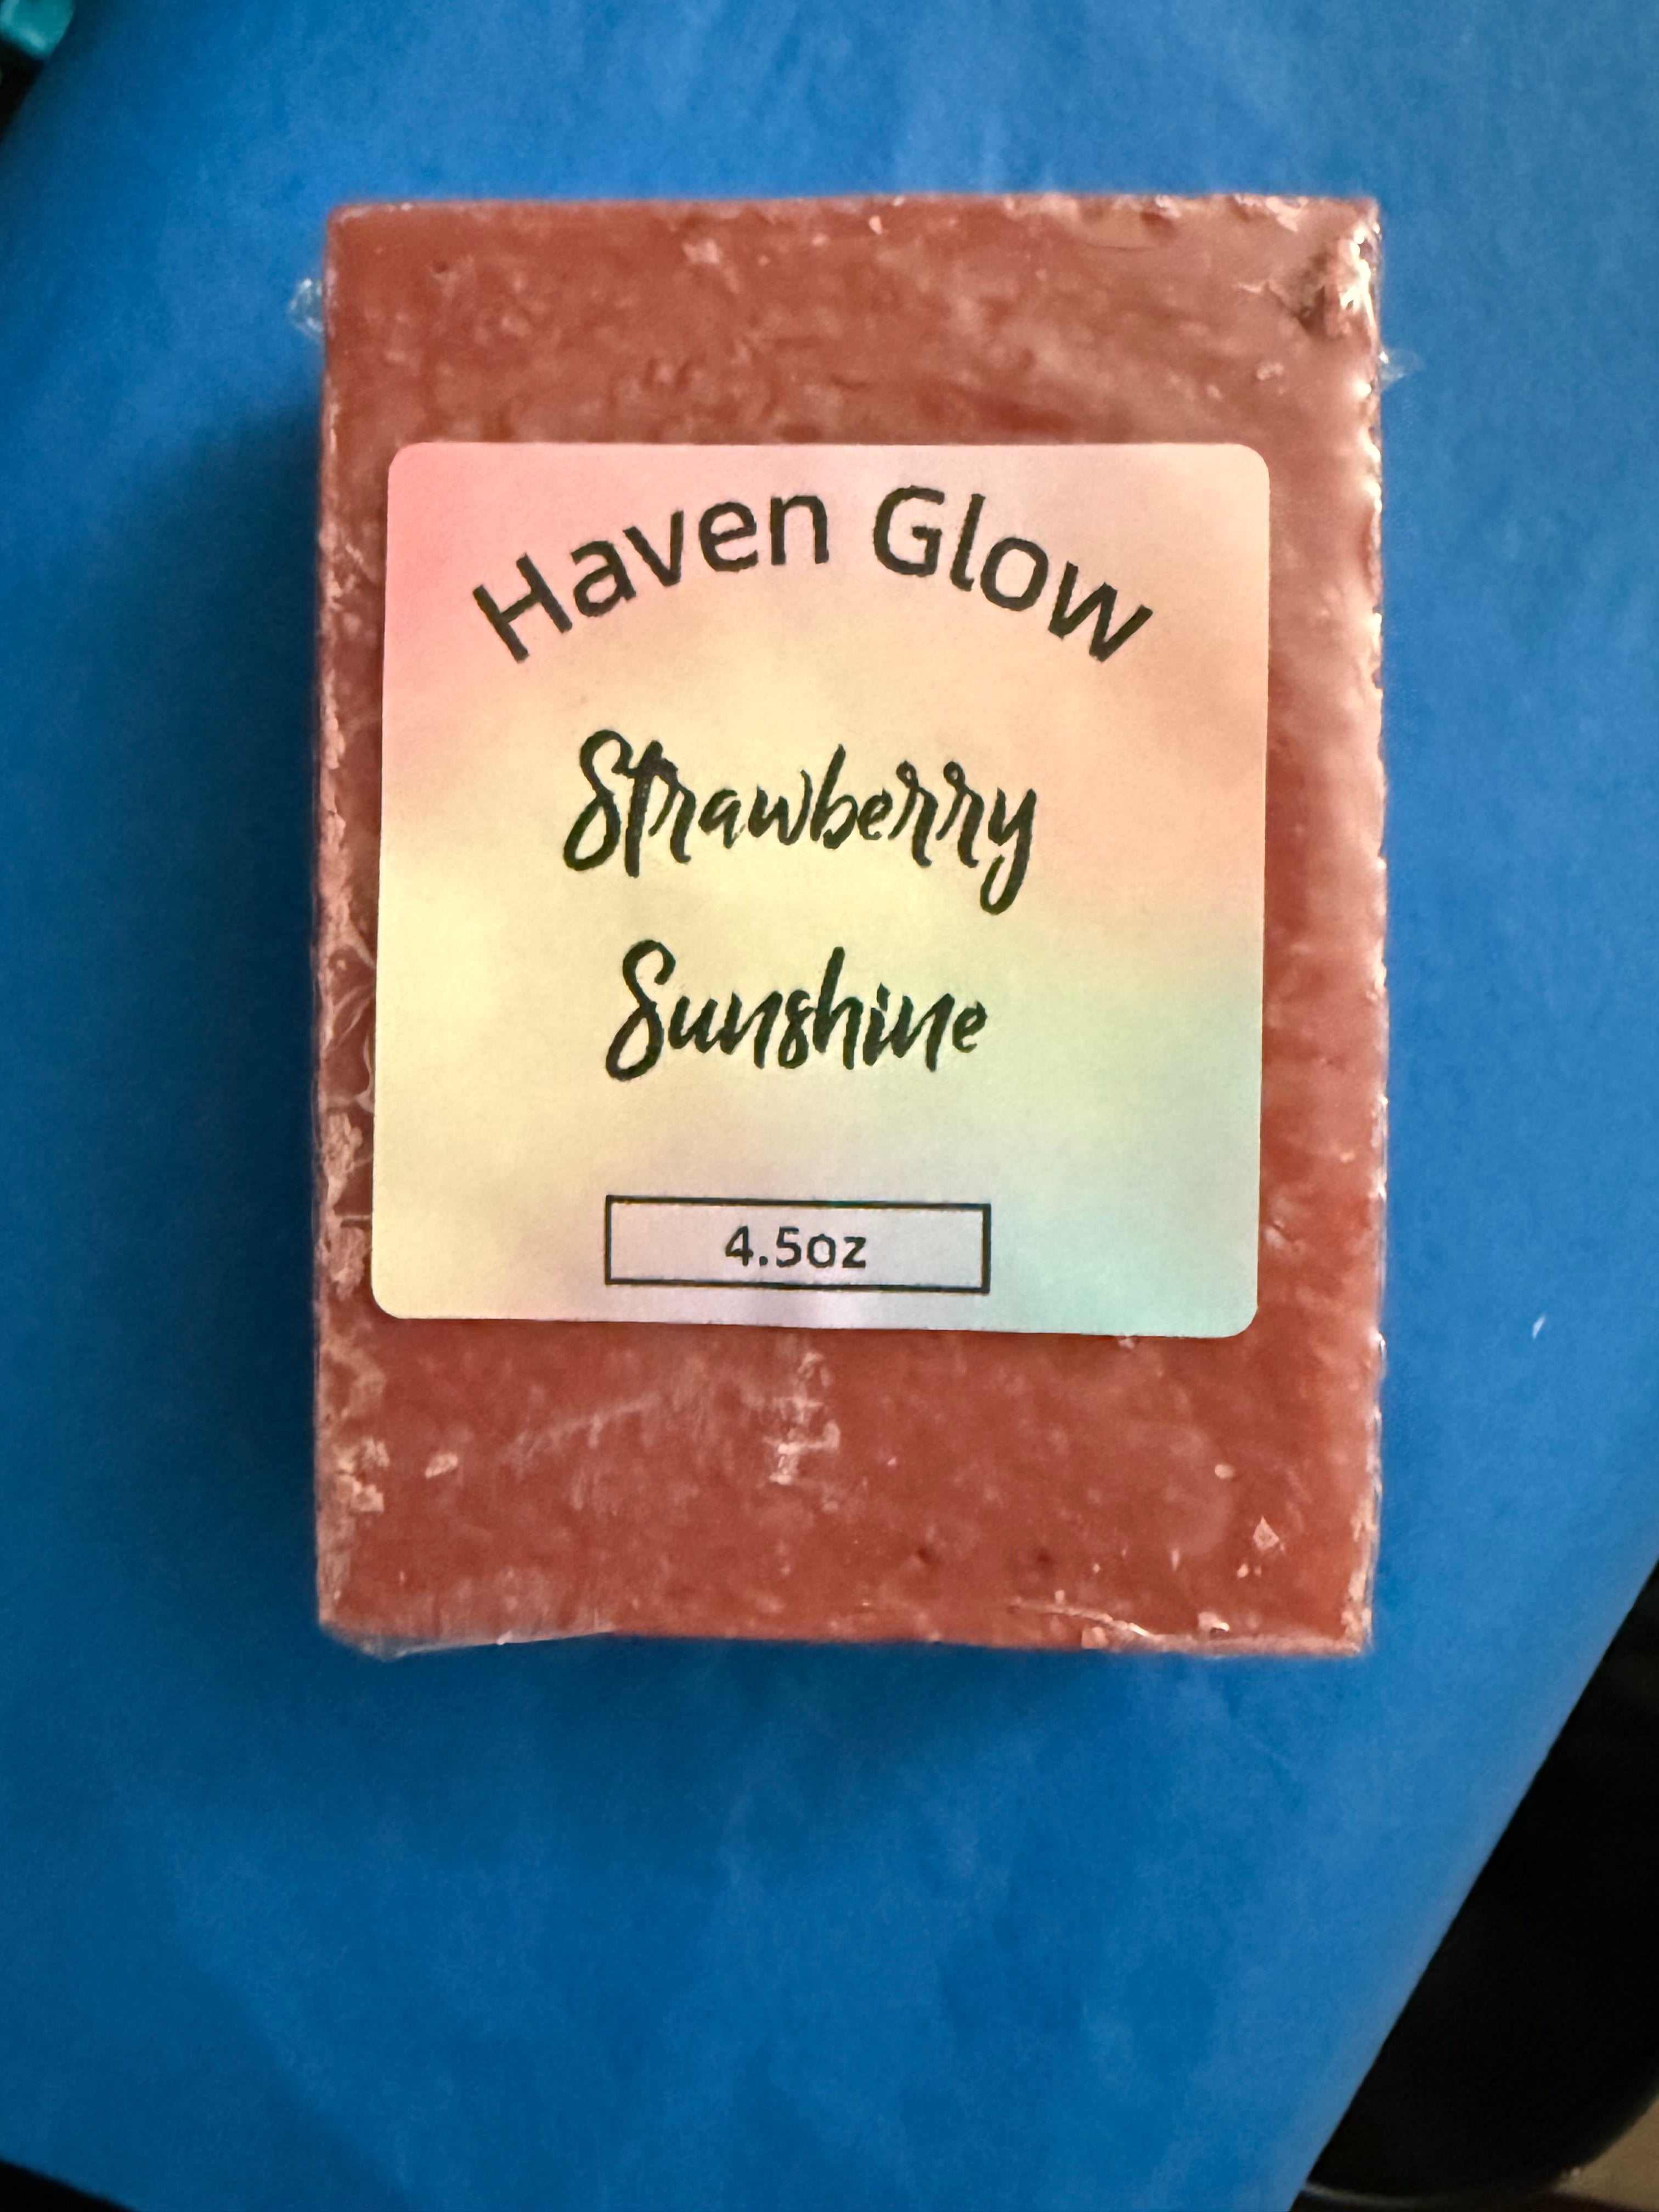 Haven Glow
Strawberry
Sunshine
4.5oz